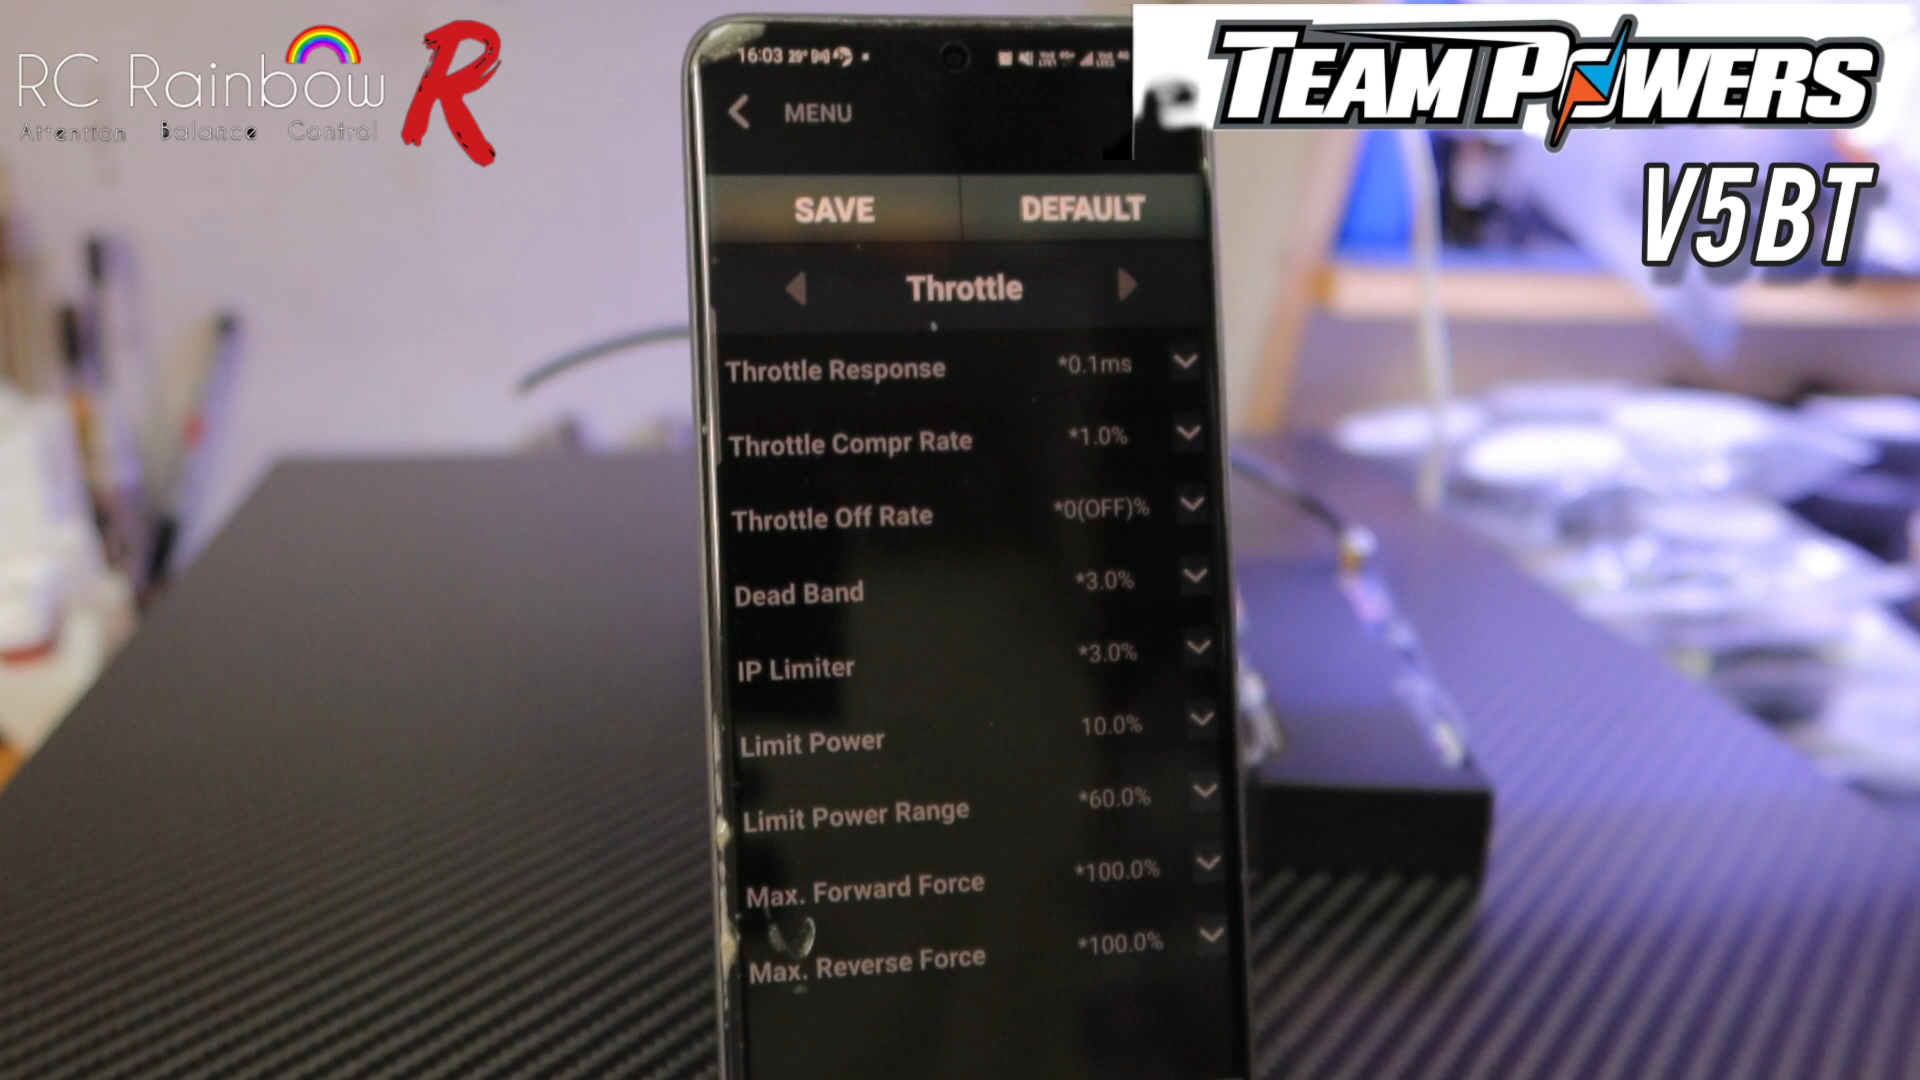 RC Rainbow R
Attention Balance Control
TEAM POWERS
V5BT
16:03 29°
MENU
SAVE DEFAULT
Throttle
Throttle Response *0.1ms
Throttle Compr Rate *1.0%
Throttle Off Rate *0(OFF)%
Dead Band *3.0%
IP Limiter *3.0%
Limit Power 10.0%
Limit Power Range *60.0%
Max. Forward Force *100.0%
Max. Reverse Force *100.0%